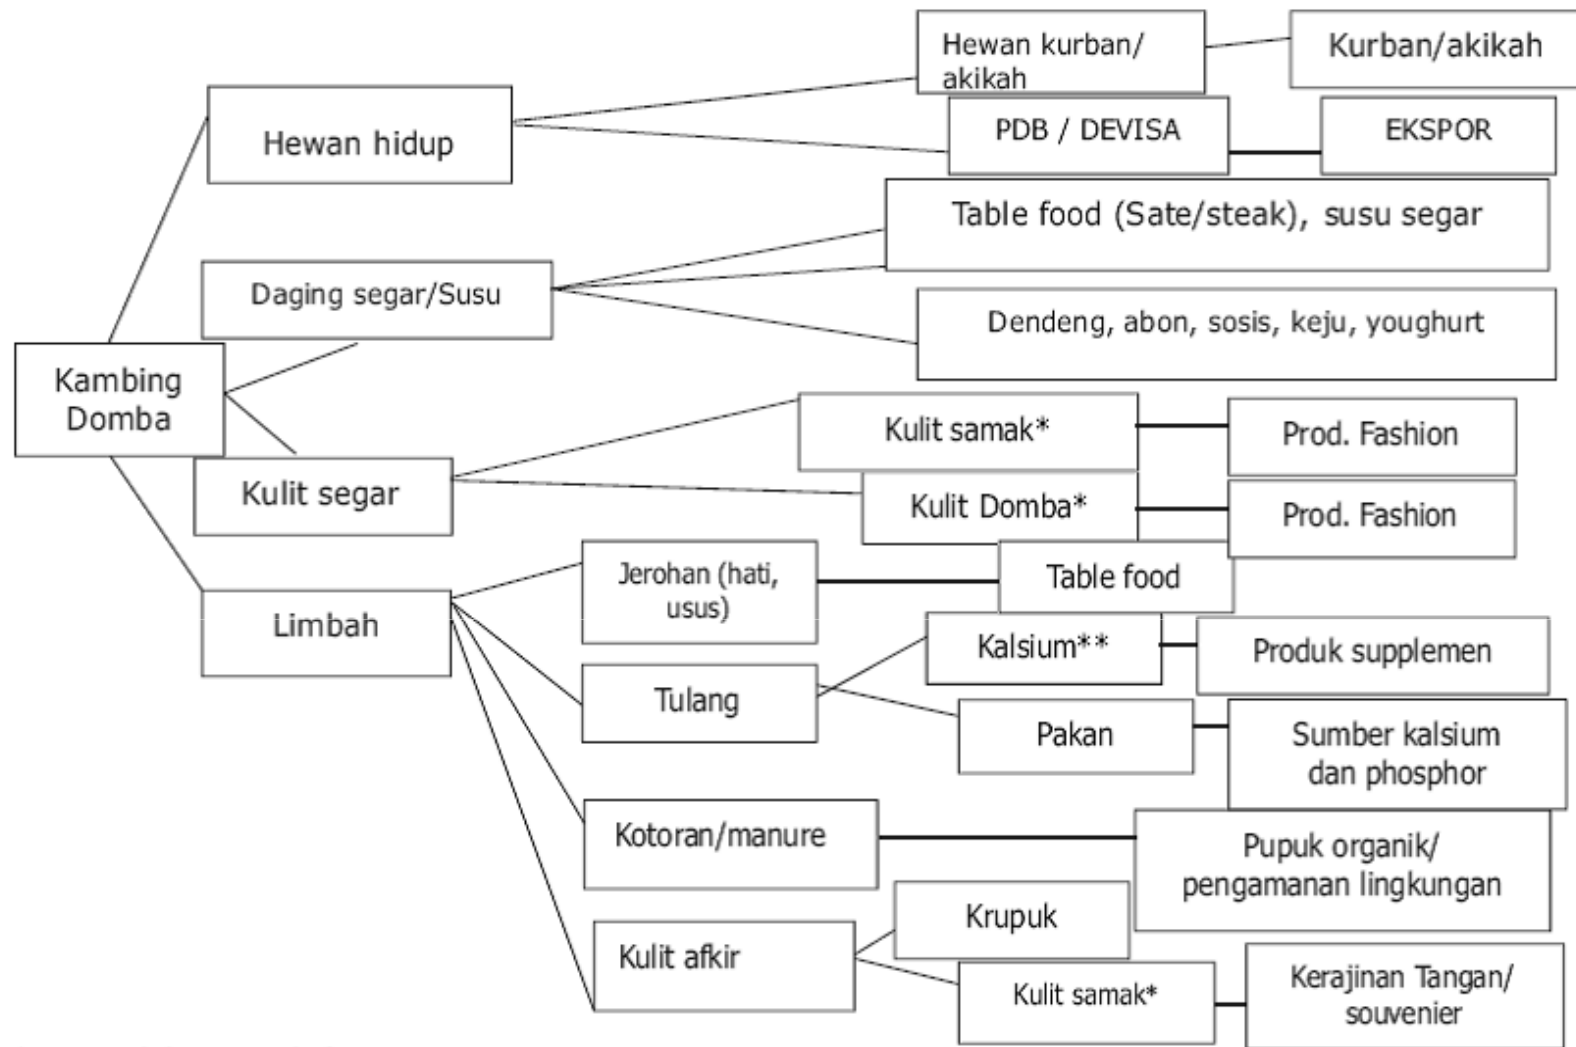 Hewan kurban/
akikah
Kurban/akikah
Hewan hidup
PDB / DEVISA
EKSPOR
Table food (Sate/steak), susu segar
Daging segar/Susu
Dendeng, abon, sosis, keju, youghurt
Kambing
Domba
Kulit samak*
Prod. Fashion
Kulit segar
Kulit Domba*
Prod. Fashion
Limbah
Jerohan (hati,
usus)
Table food
Tulang
Kalsium**
Produk supplemen
Pakan
Sumber kalsium
dan phosphor
Kotoran/manure
Pupuk organik/
pengamanan lingkungan
Kulit afkir
Krupuk
Kulit samak*
Kerajinan Tangan/
souvenier